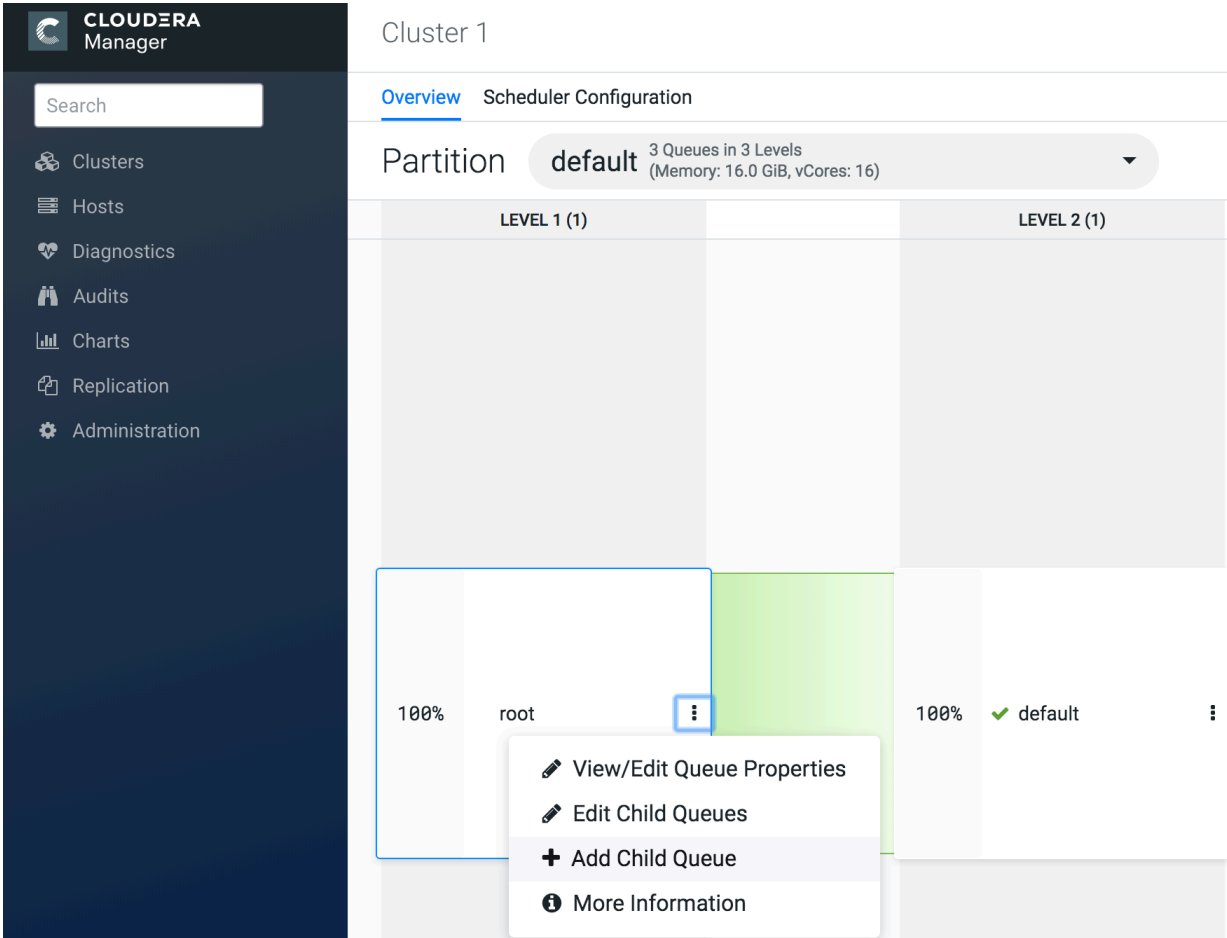 CLOUDERA
Manager
Search
Clusters
Hosts
Diagnostics
Audits
Charts
Replication
Administration
Cluster 1
Overview Scheduler Configuration
Partition default 3 Queues in 3 Levels
(Memory: 16.0 GiB, vCores: 16)
LEVEL 1 (1) LEVEL 2 (1)
100% root 100% default
View/Edit Queue Properties
Edit Child Queues
Add Child Queue
More Information